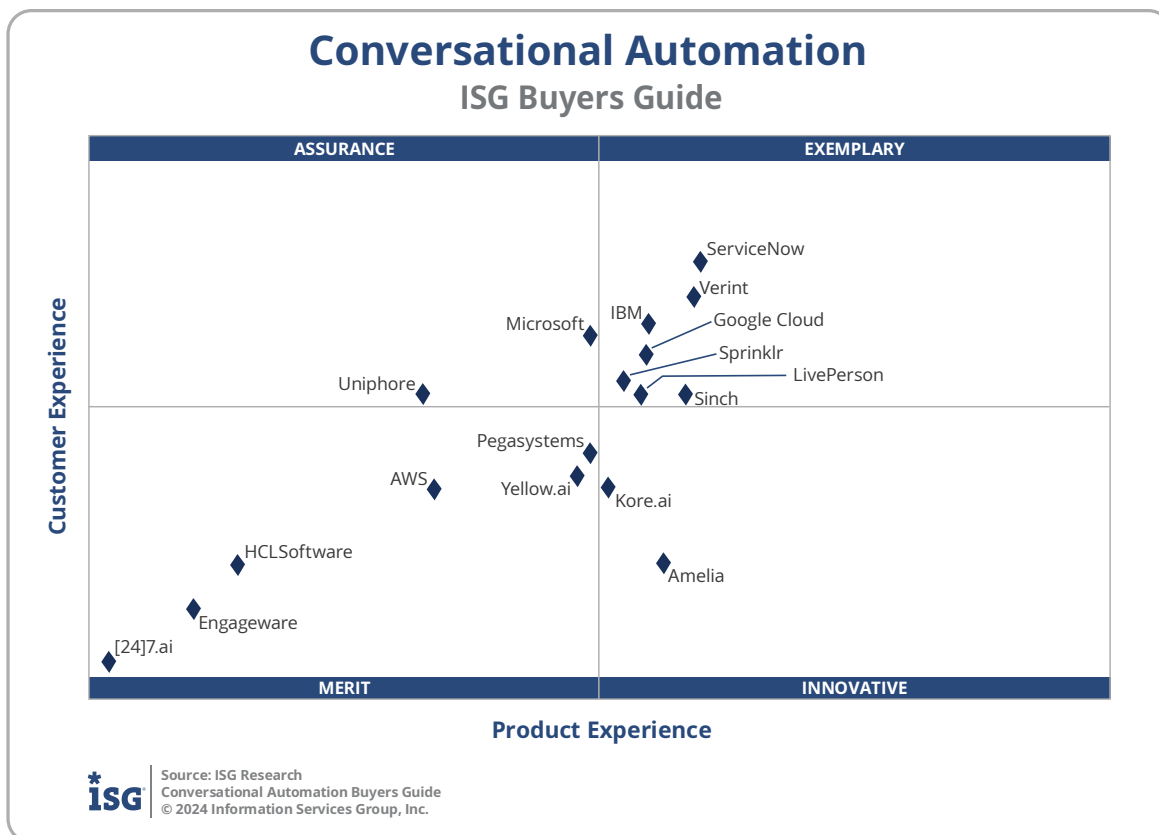 Conversational Automation
ISG Buyers Guide
ASSURANCE
EXEMPLARY
ServiceNow
Verint
IBM
Google Cloud
Microsoft
Sprinklr
LivePerson
Uniphore
Sinch
Customer Experience
Pegasystems
AWS
Yellow.ai
Kore.ai
HCLSoftware
Amelia
Engageware
[24]7.ai
MERIT
INNOVATIVE
Product Experience
ISG
Source: ISG Research
Conversational Automation Buyers Guide
© 2024 Information Services Group, Inc.